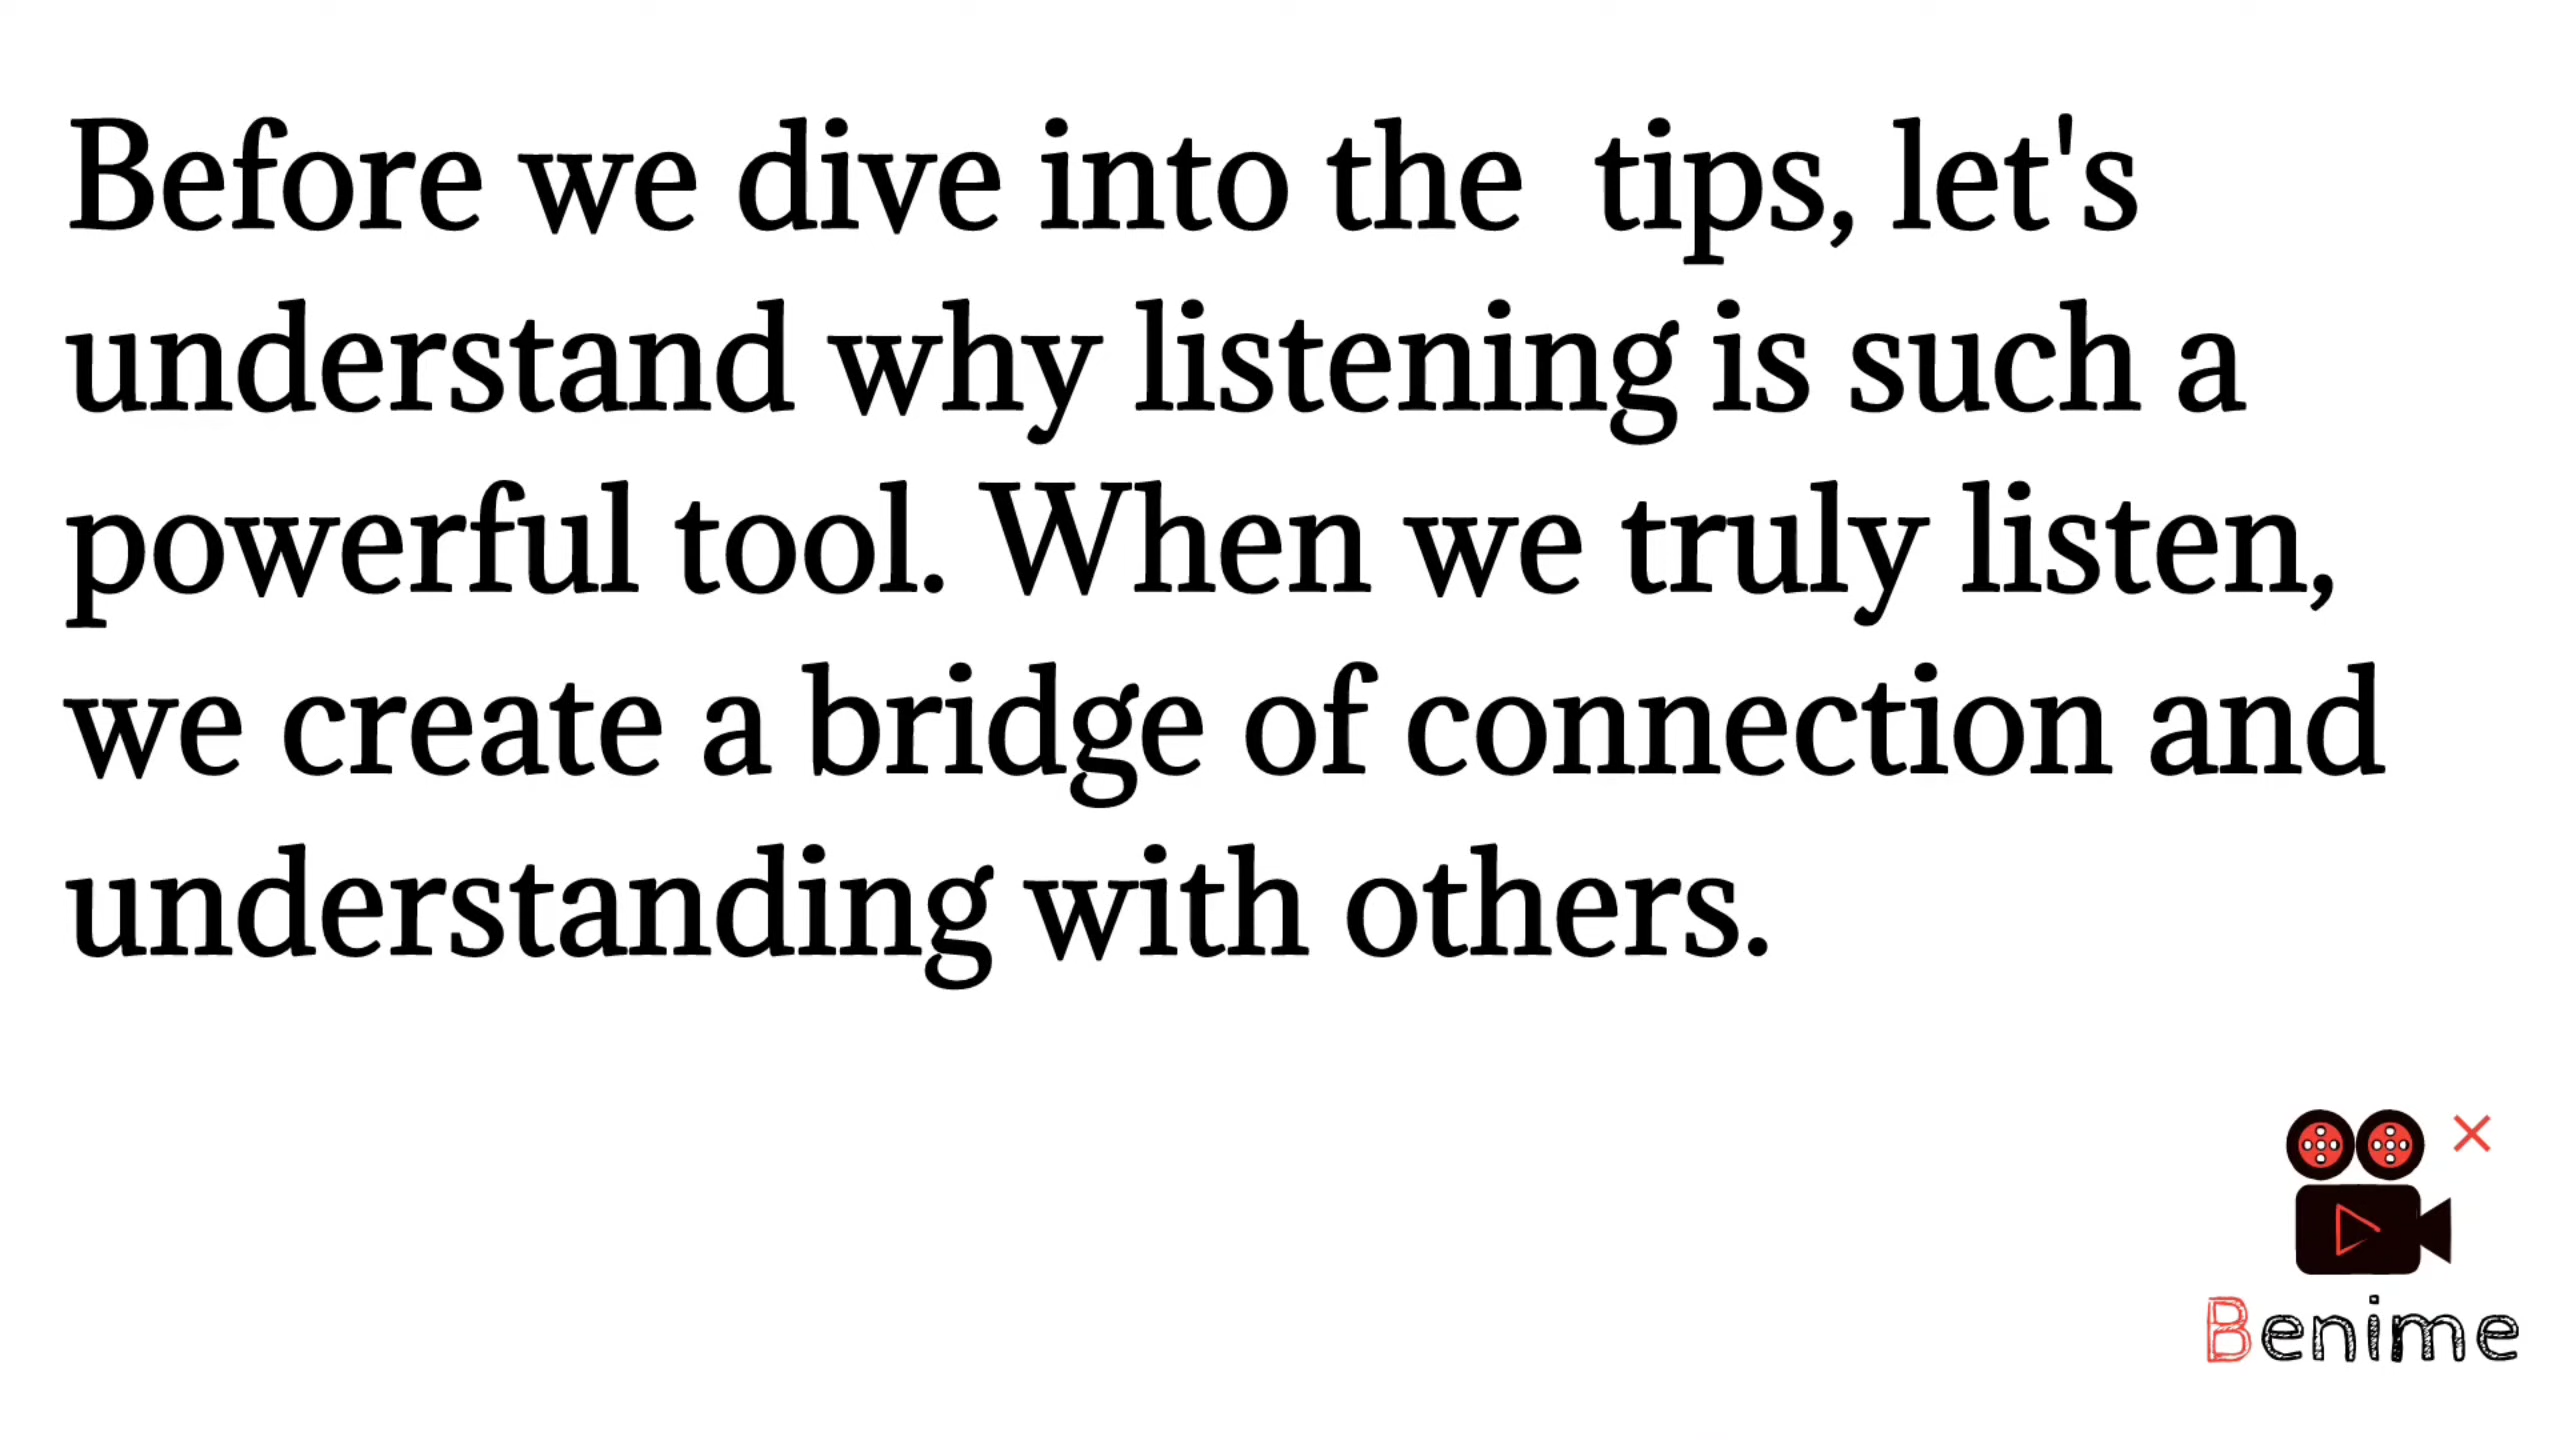 Before we dive into the  tips, let's
understand why listening is such a
powerful tool. When we truly listen,
we create a bridge of connection and
understanding with others.
Benime